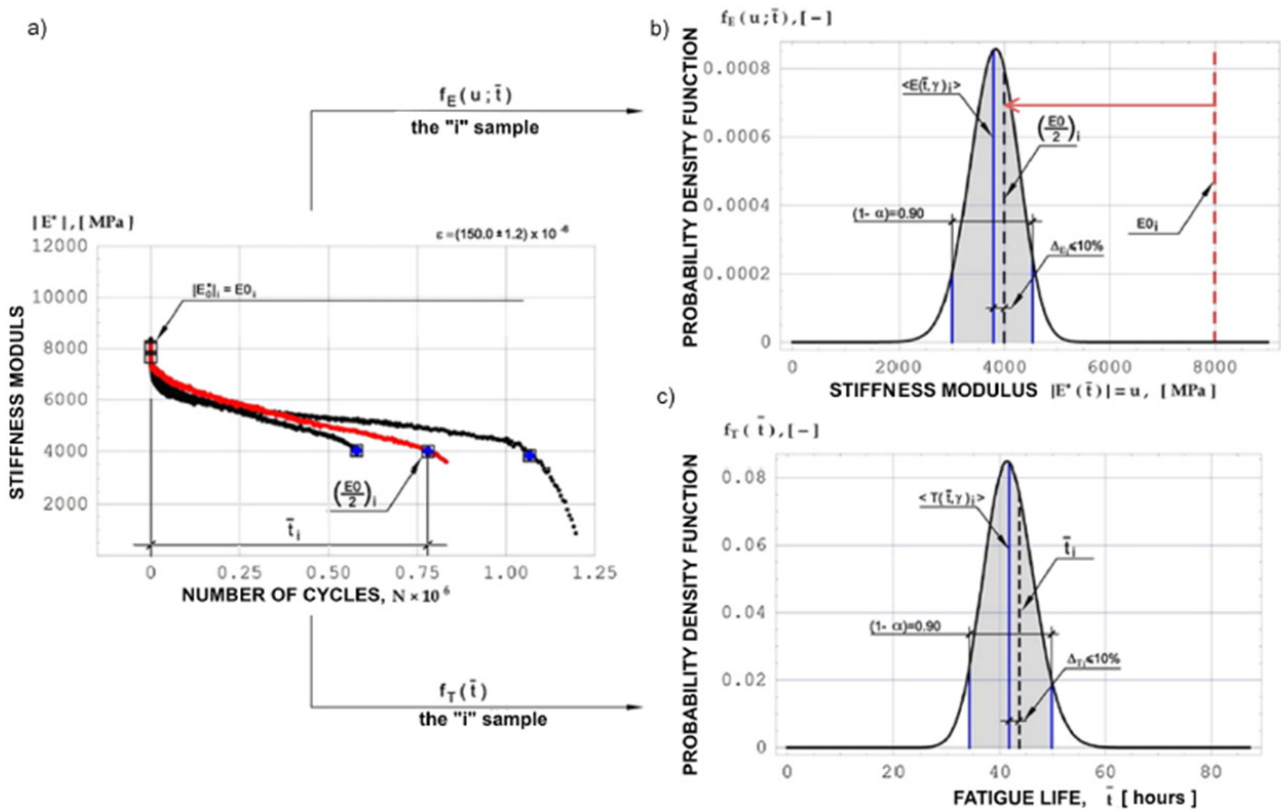 a)
f_E(u;t̄)
the "i" sample
|E*|, [MPa]
ε=(150.0±1.2)x10⁻⁶
12000
10000
8000
6000
4000
2000
|E*₀|ᵢ = E0ᵢ
(E0/2)ᵢ
t̄ᵢ
STIFFNESS MODULS
0 0.25 0.50 0.75 1.00 1.25
NUMBER OF CYCLES, N×10⁶
f_T(t̄)
the "i" sample
b)
f_E(u;t̄),[-]
PROBABILITY DENSITY FUNCTION
0.0008
0.0006
0.0004
0.0002
0
<E(t̄,γ)ᵢ>
(E0/2)ᵢ
(1- α)=0.90
E0ᵢ
Δ_Eᵢ≤10%
0 2000 4000 6000 8000
STIFFNESS MODULUS |E*(t̄)|=u, [MPa]
c)
f_T(t̄),[-]
PROBABILITY DENSITY FUNCTION
0.08
0.06
0.04
0.02
0
<T(t̄,γ)ᵢ>
t̄ᵢ
(1- α)=0.90
Δ_Tᵢ≤10%
0 20 40 60 80
FATIGUE LIFE, t̄ [hours]